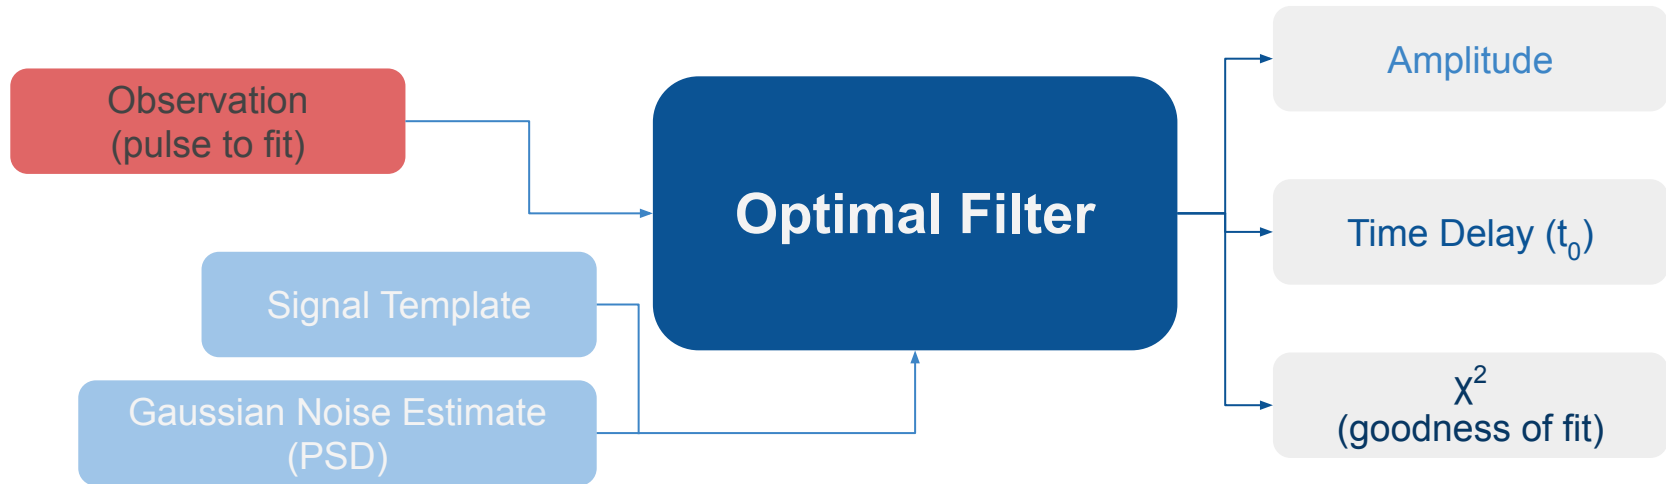 Observation
(pulse to fit)
Signal Template
Gaussian Noise Estimate
(PSD)
Optimal Filter
Amplitude
Time Delay (t₀)
χ²
(goodness of fit)